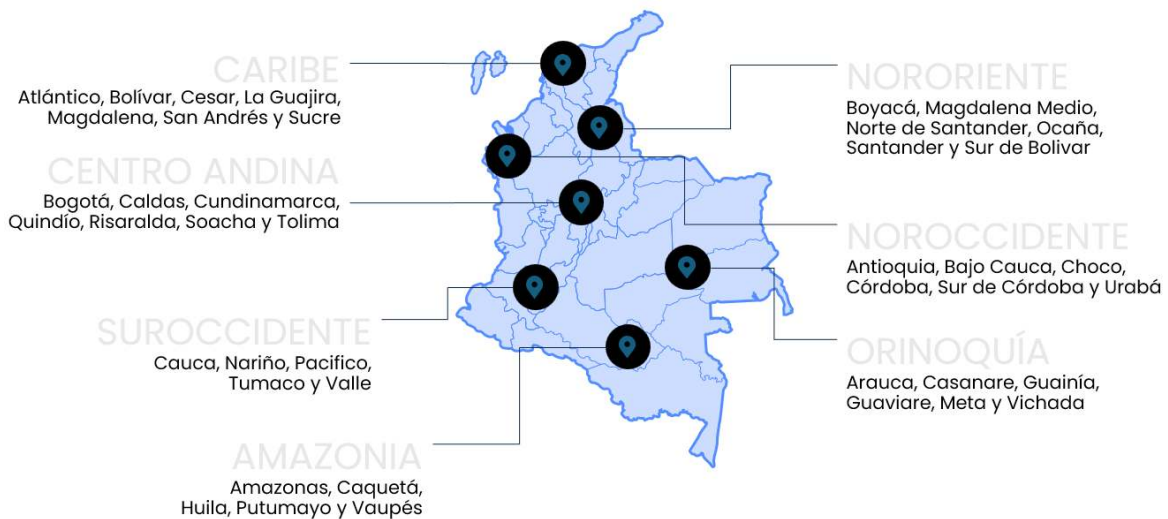 CARIBE
Atlántico, Bolívar, Cesar, La Guajira,
Magdalena, San Andrés y Sucre
CENTRO ANDINA
Bogotá, Caldas, Cundinamarca,
Quindío, Risaralda, Soacha y Tolima
SUROCCIDENTE
Cauca, Nariño, Pacifico,
Tumaco y Valle
AMAZONIA
Amazonas, Caquetá,
Huila, Putumayo y Vaupés
NORORIENTE
Boyacá, Magdalena Medio,
Norte de Santander, Ocaña,
Santander y Sur de Bolivar
NOROCCIDENTE
Antioquia, Bajo Cauca, Choco,
Córdoba, Sur de Córdoba y Urabá
ORINOQUÍA
Arauca, Casanare, Guainía,
Guaviare, Meta y Vichada